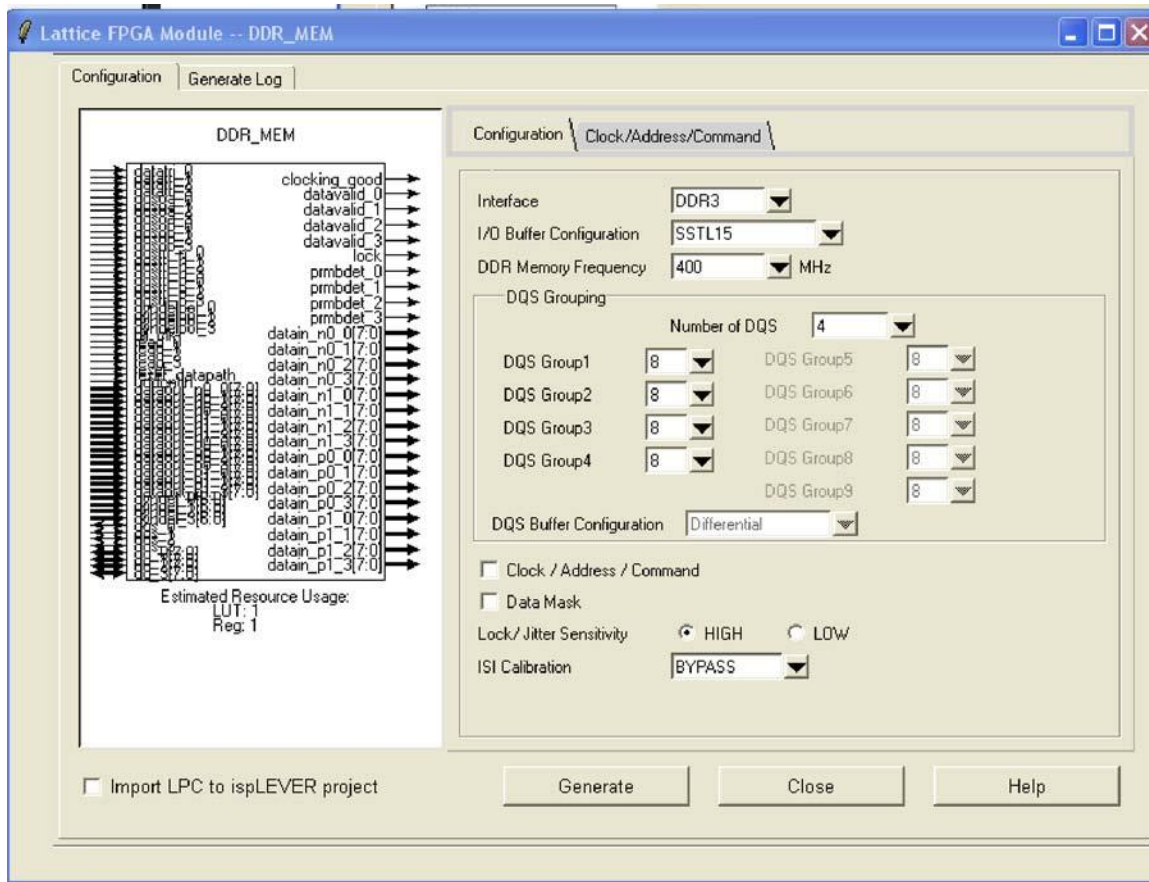 Lattice FPGA Module -- DDR_MEM
Configuration
Generate Log
DDR_MEM
clocking_good
datavalid_0
datavalid_1
datavalid_2
datavalid_3
lock
prmbdet_0
prmbdet_1
prmbdet_2
prmbdet_3
datain_n0_0[7:0]
datain_n0_1[7:0]
datain_n0_2[7:0]
datain_n0_3[7:0]
datain_n1_0[7:0]
datain_n1_1[7:0]
datain_n1_2[7:0]
datain_n1_3[7:0]
datain_p0_0[7:0]
datain_p0_1[7:0]
datain_p0_2[7:0]
datain_p0_3[7:0]
datain_p1_0[7:0]
datain_p1_1[7:0]
datain_p1_2[7:0]
datain_p1_3[7:0]
Estimated Resource Usage:
LUT: 1
Reg: 1
Configuration
Clock/Address/Command
Interface DDR3
I/O Buffer Configuration SSTL15
DDR Memory Frequency 400 MHz
DQS Grouping
Number of DQS 4
DQS Group1 8 DQS Group5 8
DQS Group2 8 DQS Group6 8
DQS Group3 8 DQS Group7 8
DQS Group4 8 DQS Group8 8
DQS Group9 8
DQS Buffer Configuration Differential
Clock / Address / Command
Data Mask
Lock/Jitter Sensitivity HIGH LOW
ISI Calibration BYPASS
Import LPC to ispLEVER project
Generate
Close
Help